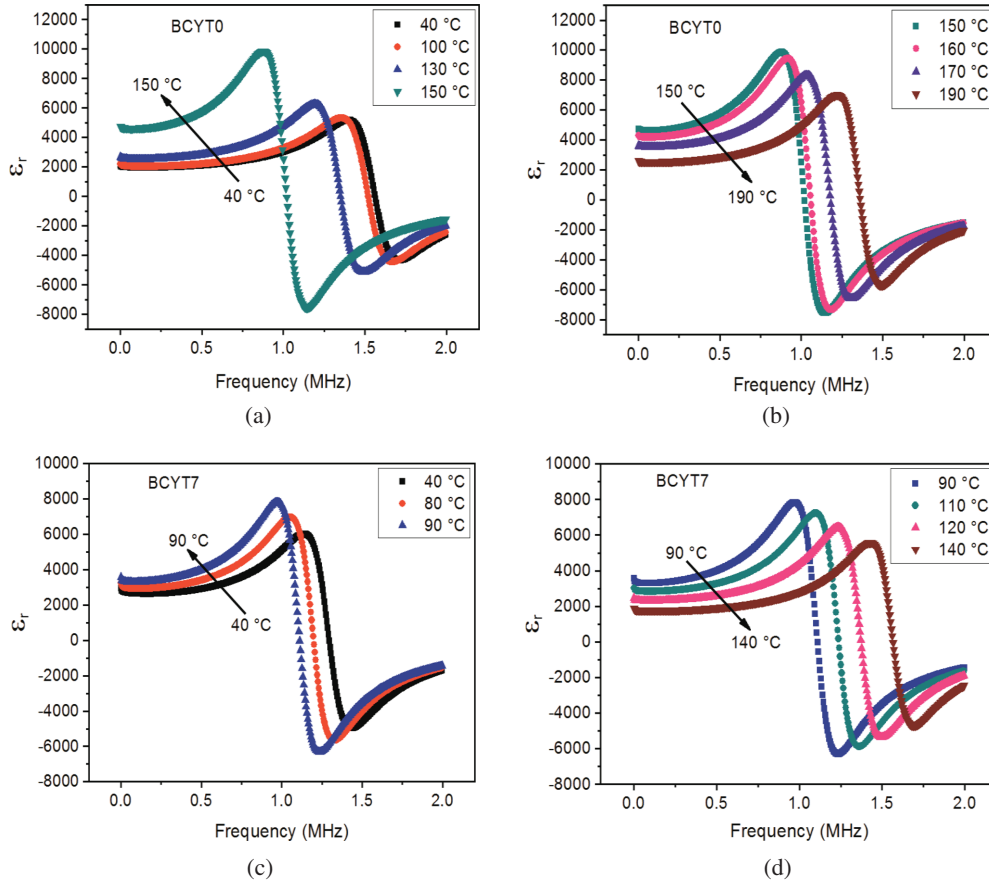 BCYT0
40 °C
100 °C
130 °C
150 °C
150 °C
40 °C
10000
8000
6000
4000
2000
0
-2000
-4000
-6000
-8000
εr
0.0 0.5 1.0 1.5 2.0
Frequency (MHz)
(a)
BCYT0
150 °C
160 °C
170 °C
190 °C
150 °C
190 °C
10000
8000
6000
4000
2000
0
-2000
-4000
-6000
-8000
εr
0.0 0.5 1.0 1.5 2.0
Frequency (MHz)
(b)
BCYT7
40 °C
80 °C
90 °C
90 °C
40 °C
10000
8000
6000
4000
2000
0
-2000
-4000
-6000
-8000
εr
0.0 0.5 1.0 1.5 2.0
Frequency (MHz)
(c)
BCYT7
90 °C
110 °C
120 °C
140 °C
90 °C
140 °C
10000
8000
6000
4000
2000
0
-2000
-4000
-6000
-8000
εr
0.0 0.5 1.0 1.5 2.0
Frequency (MHz)
(d)